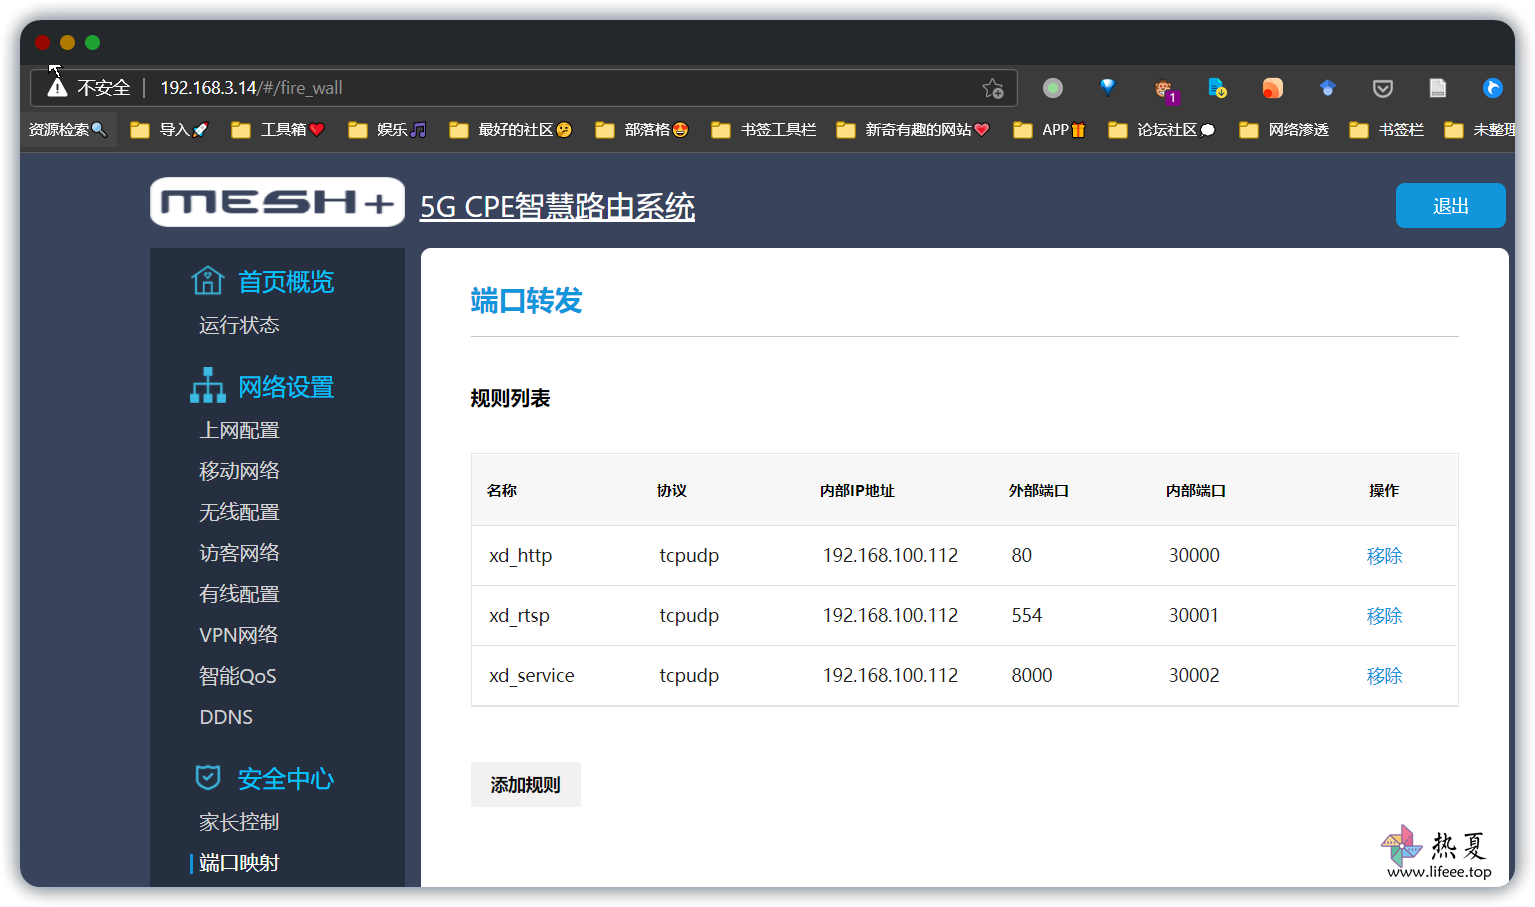 不安全 | 192.168.3.14/#/fire_wall
1
资源检索 导入 工具箱 娱乐 最好的社区 部落格 书签工具栏 新奇有趣的网站 APP 论坛社区 网络渗透 书签栏 未整理
MESH+ 5G CPE智慧路由系统 退出
首页概览
运行状态
网络设置
上网配置
移动网络
无线配置
访客网络
有线配置
VPN网络
智能QoS
DDNS
安全中心
家长控制
端口映射
端口转发
规则列表
名称 协议 内部IP地址 外部端口 内部端口 操作
xd_http tcpudp 192.168.100.112 80 30000 移除
xd_rtsp tcpudp 192.168.100.112 554 30001 移除
xd_service tcpudp 192.168.100.112 8000 30002 移除
添加规则
热夏
www.lifeee.top